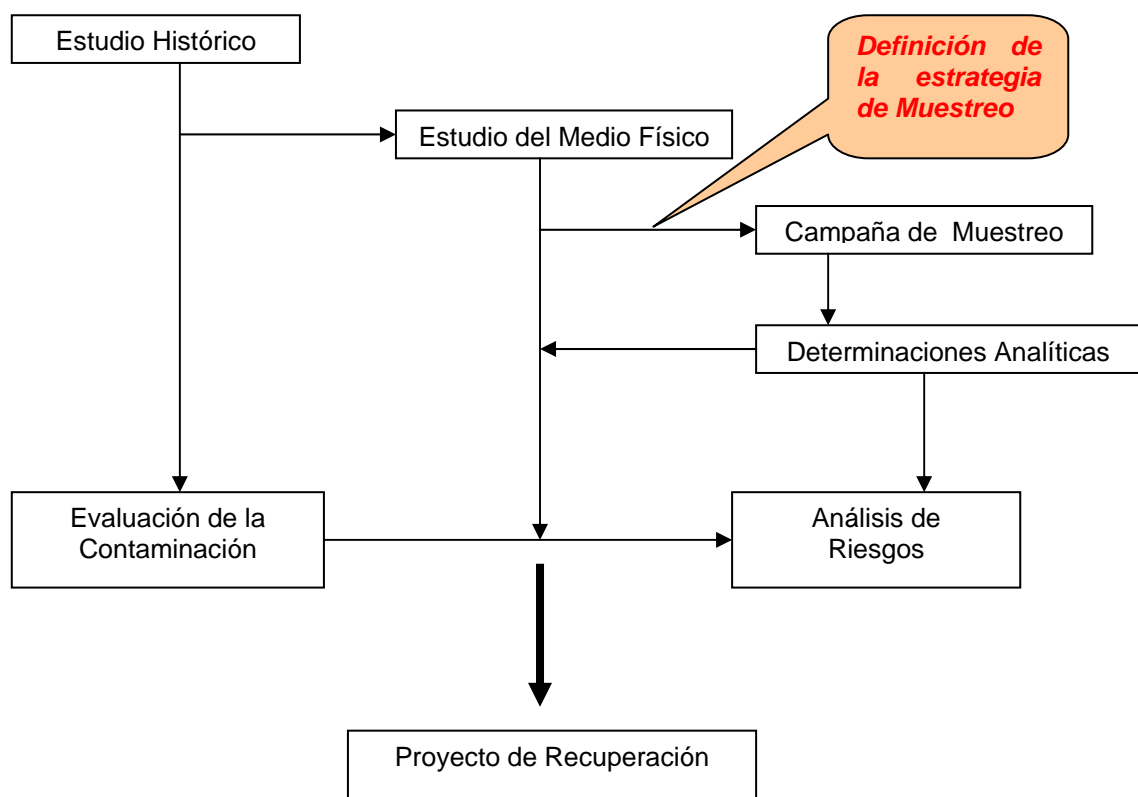 Estudio Histórico
Definición de
la estrategia
de Muestreo
Estudio del Medio Físico
Campaña de Muestreo
Determinaciones Analíticas
Evaluación de la
Contaminación
Análisis de
Riesgos
Proyecto de Recuperación